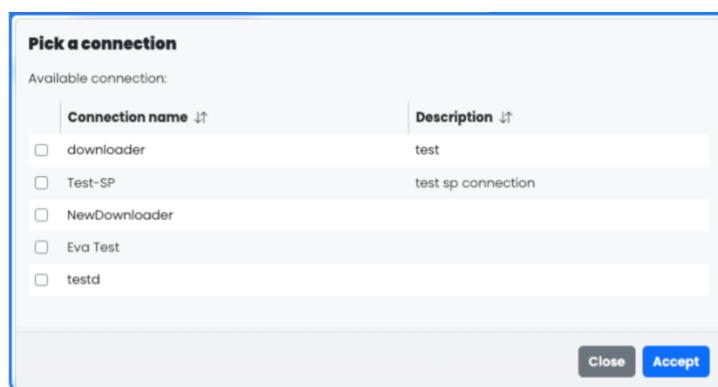 Pick a connection
Available connection:
Connection name Description
downloader test
Test-SP test sp connection
NewDownloader
Eva Test
testd
Close Accept